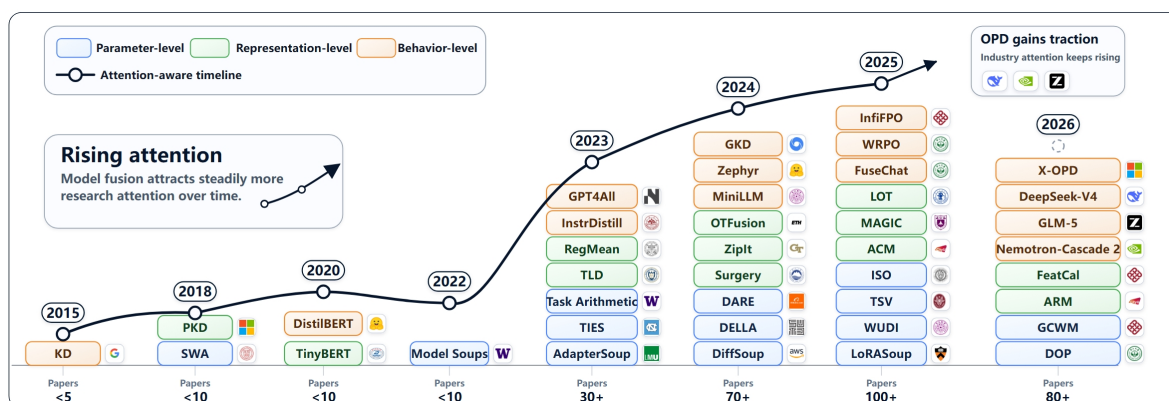 Parameter-level
Representation-level
Behavior-level
Attention-aware timeline
Rising attention
Model fusion attracts steadily more
research attention over time.
OPD gains traction
Industry attention keeps rising
2015
KD
Papers
<5
2018
PKD
SWA
Papers
<10
2020
DistilBERT
TinyBERT
Papers
<10
2022
Model Soups
Papers
<10
2023
GPT4All
InstrDistill
RegMean
TLD
Task Arithmetic
TIES
AdapterSoup
LMU
Papers
30+
2024
GKD
Zephyr
MiniLLM
OTFusion
ETH
ZipIt
Surgery
DARE
DELLA
DiffSoup
aws
Papers
70+
2025
InfiFPO
WRPO
FuseChat
LOT
MAGIC
ACM
ISO
TSV
WUDI
LoRASoup
Papers
100+
2026
X-OPD
DeepSeek-V4
GLM-5
Nemotron-Cascade 2
FeatCal
ARM
GCWM
DOP
Papers
80+